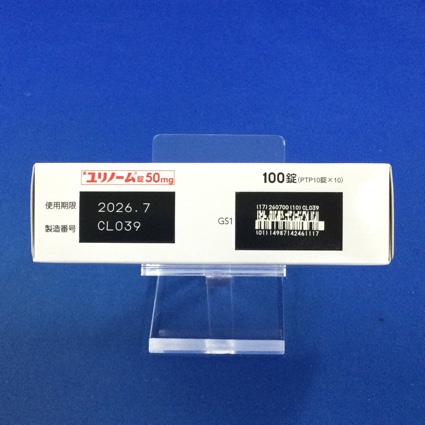 ユリノーム錠50mg
100錠(PTP10錠×10)
使用期限 2026.7
製造番号 CL039
GS1
(17)260700(10)CL039
(01)14987142461117